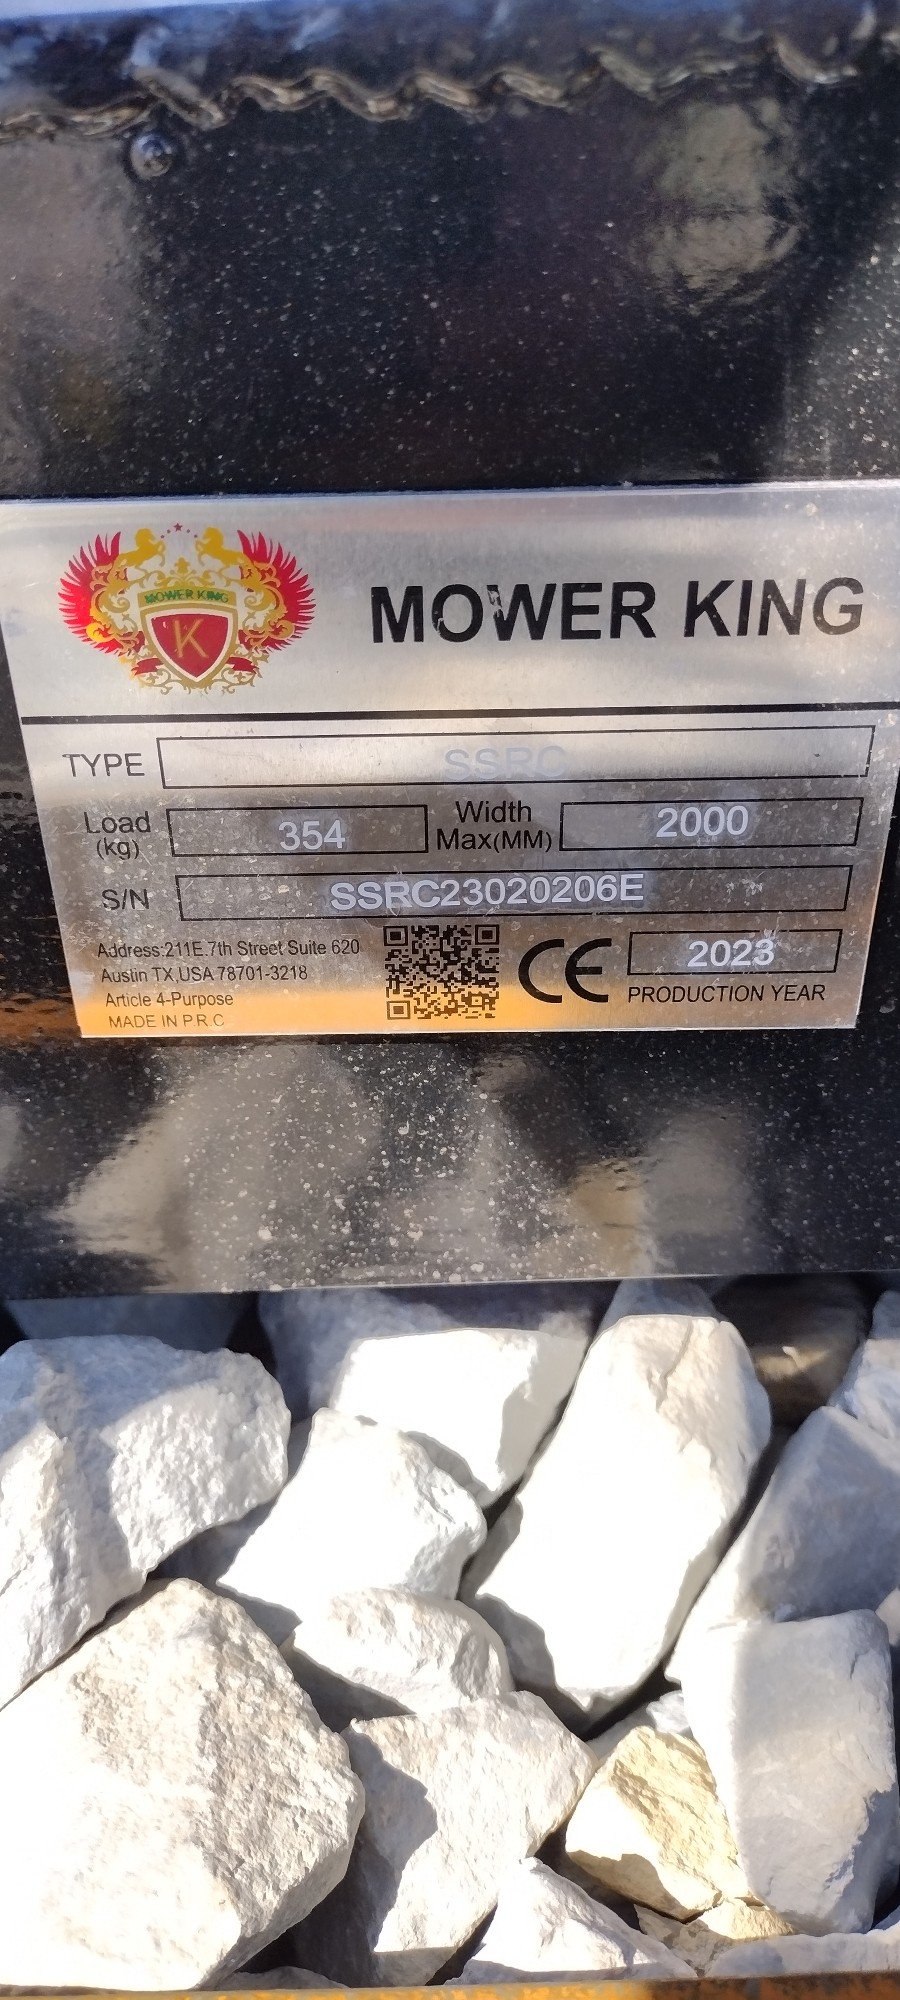 MOWER KING
K
MOWER KING
TYPE SSRC
Load (kg) 354 Width Max(MM) 2000
S/N SSRC23020206E
Address:211E.7th Street Suite 620
Austin TX,USA 78701-3218
Article 4-Purpose
MADE IN P.R.C
CE
2023
PRODUCTION YEAR